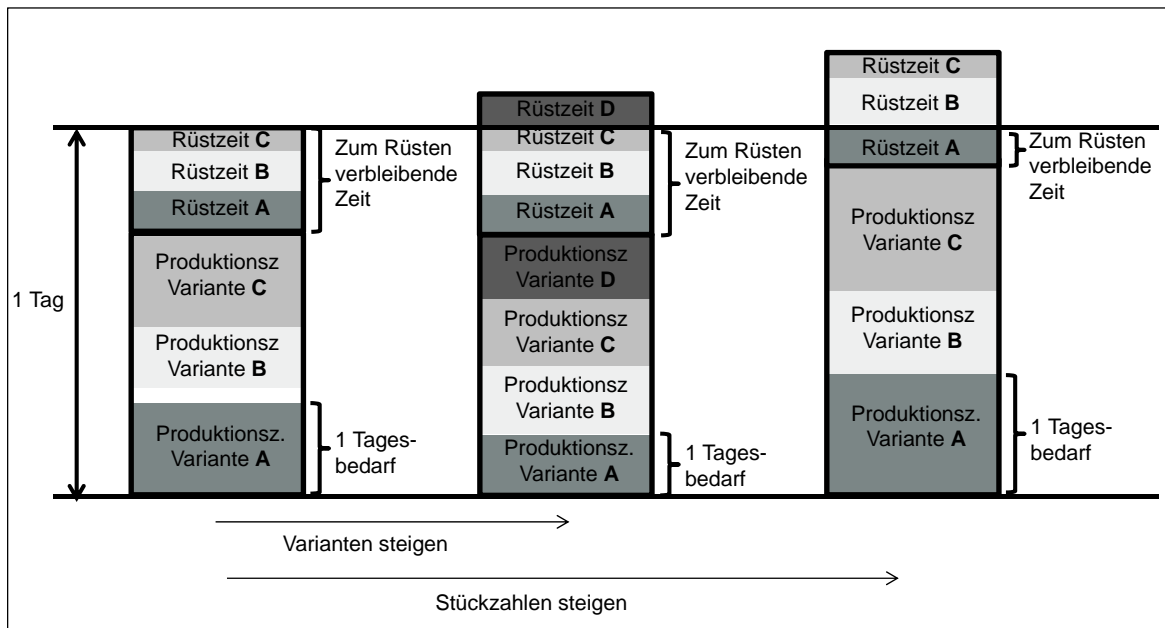 1 Tag
Rüstzeit C
Rüstzeit B
Rüstzeit A
Produktionsz
Variante C
Produktionsz
Variante B
Produktionsz.
Variante A
Zum Rüsten
verbleibende
Zeit
1 Tages-
bedarf
Rüstzeit D
Rüstzeit C
Rüstzeit B
Rüstzeit A
Produktionsz
Variante D
Produktionsz
Variante C
Produktionsz
Variante B
Produktionsz.
Variante A
Zum Rüsten
verbleibende
Zeit
1 Tages-
bedarf
Rüstzeit C
Rüstzeit B
Rüstzeit A
Produktionsz
Variante C
Produktionsz
Variante B
Produktionsz.
Variante A
Zum Rüsten
verbleibende
Zeit
1 Tages-
bedarf
Varianten steigen
Stückzahlen steigen